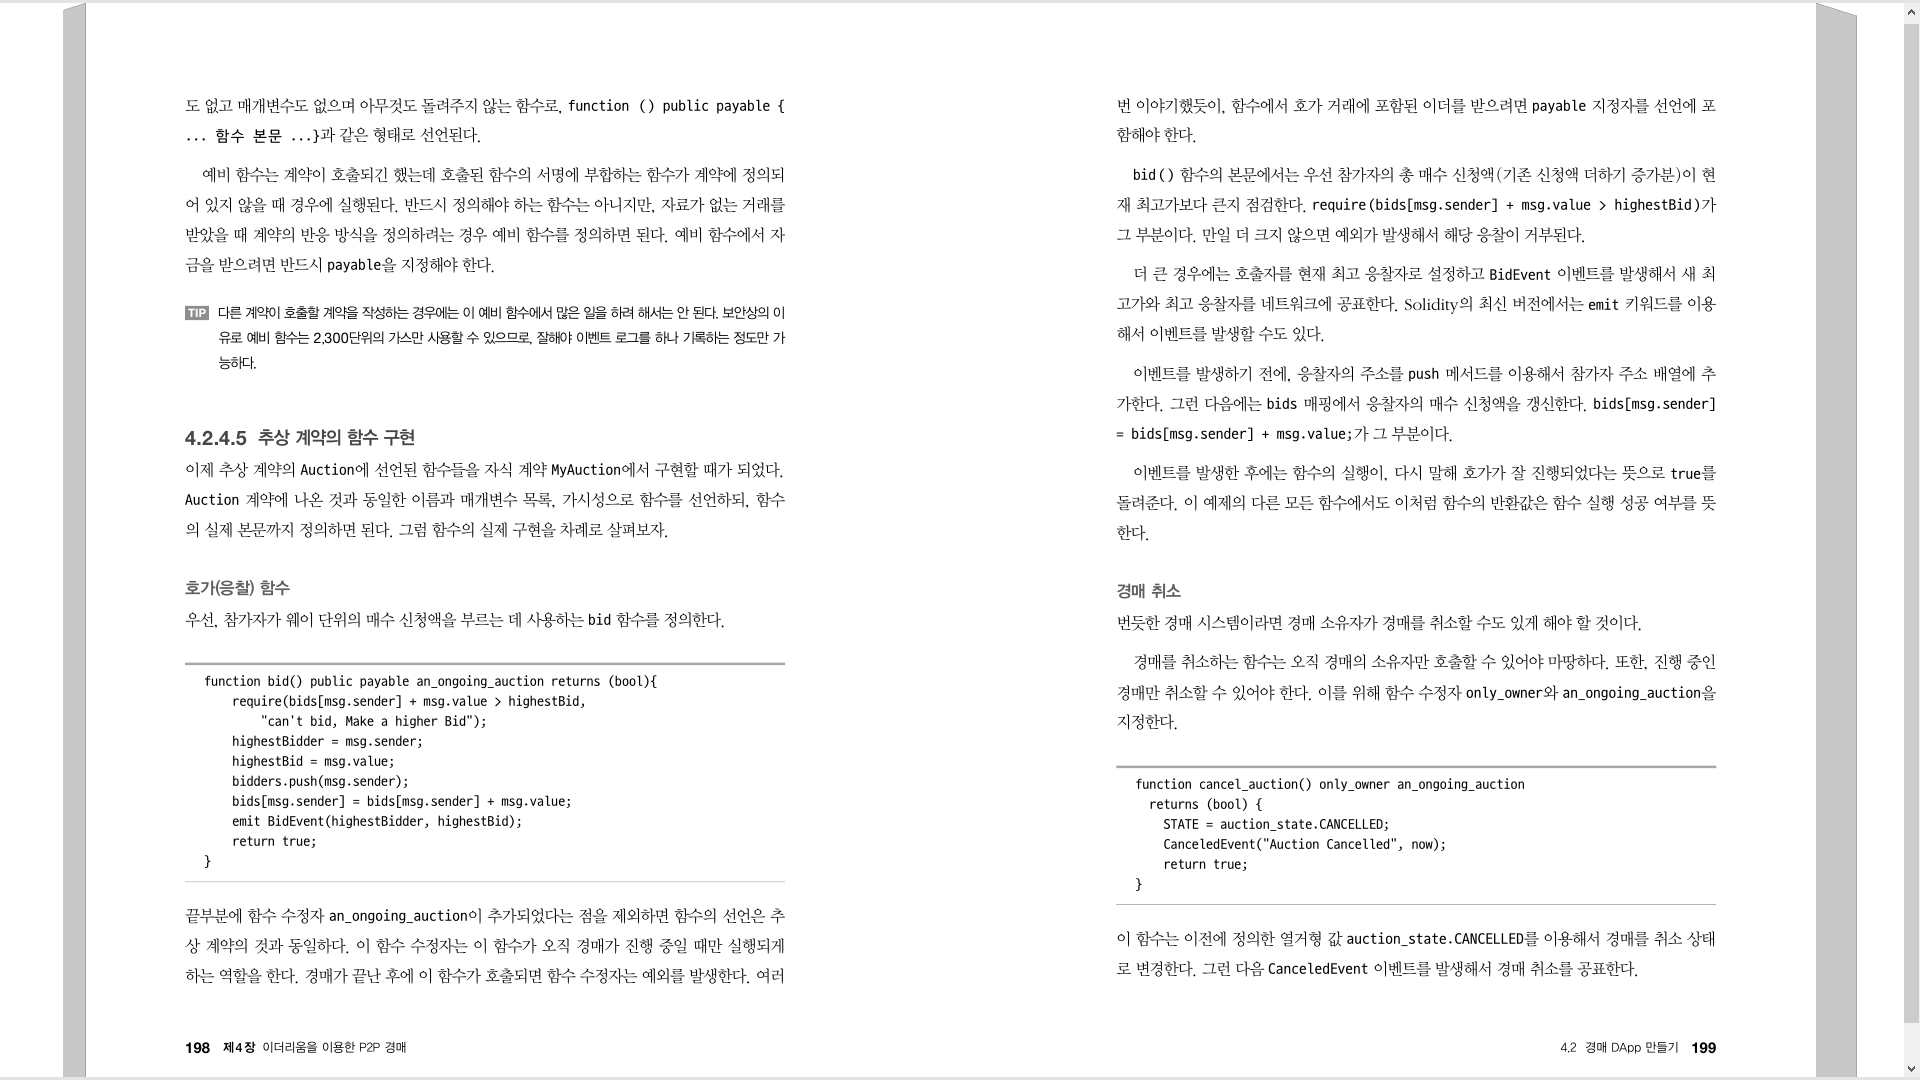 도 없고 매개변수도 없으며 아무것도 돌려주지 않는 함수로, function () public payable {
... 함수 본문 ...}과 같은 형태로 선언된다.
예비 함수는 계약이 호출되긴 했는데 호출된 함수의 서명에 부합하는 함수가 계약에 정의되
어 있지 않을 때 경우에 실행된다. 반드시 정의해야 하는 함수는 아니지만, 자료가 없는 거래를
받았을 때 계약의 반응 방식을 정의하려는 경우 예비 함수를 정의하면 된다. 예비 함수에서 자
금을 받으려면 반드시 payable을 지정해야 한다.
TIP 다른 계약이 호출할 계약을 작성하는 경우에는 이 예비 함수에서 많은 일을 하려 해서는 안 된다. 보안상의 이
유로 예비 함수는 2,300단위의 가스만 사용할 수 있으므로, 잘해야 이벤트 로그를 하나 기록하는 정도만 가
능하다.
4.2.4.5 추상 계약의 함수 구현
이제 추상 계약의 Auction에 선언된 함수들을 자식 계약 MyAuction에서 구현할 때가 되었다.
Auction 계약에 나온 것과 동일한 이름과 매개변수 목록, 가시성으로 함수를 선언하되, 함수
의 실제 본문까지 정의하면 된다. 그럼 함수의 실제 구현을 차례로 살펴보자.
호가(응찰) 함수
우선, 참가자가 웨이 단위의 매수 신청액을 부르는 데 사용하는 bid 함수를 정의한다.
function bid() public payable an_ongoing_auction returns (bool){
require(bids[msg.sender] + msg.value > highestBid,
"can't bid, Make a higher Bid");
highestBidder = msg.sender;
highestBid = msg.value;
bidders.push(msg.sender);
bids[msg.sender] = bids[msg.sender] + msg.value;
emit BidEvent(highestBidder, highestBid);
return true;
}
끝부분에 함수 수정자 an_ongoing_auction이 추가되었다는 점을 제외하면 함수의 선언은 추
상 계약의 것과 동일하다. 이 함수 수정자는 이 함수가 오직 경매가 진행 중일 때만 실행되게
하는 역할을 한다. 경매가 끝난 후에 이 함수가 호출되면 함수 수정자는 예외를 발생한다. 여러
198 제4장 이더리움을 이용한 P2P 경매
번 이야기했듯이, 함수에서 호가 거래에 포함된 이더를 받으려면 payable 지정자를 선언에 포
함해야 한다.
bid() 함수의 본문에서는 우선 참가자의 총 매수 신청액(기존 신청액 더하기 증가분)이 현
재 최고가보다 큰지 점검한다. require(bids[msg.sender] + msg.value > highestBid)가
그 부분이다. 만일 더 크지 않으면 예외가 발생해서 해당 응찰이 거부된다.
더 큰 경우에는 호출자를 현재 최고 응찰자로 설정하고 BidEvent 이벤트를 발생해서 새 최
고가와 최고 응찰자를 네트워크에 공표한다. Solidity의 최신 버전에서는 emit 키워드를 이용
해서 이벤트를 발생할 수도 있다.
이벤트를 발생하기 전에, 응찰자의 주소를 push 메서드를 이용해서 참가자 주소 배열에 추
가한다. 그런 다음에는 bids 매핑에서 응찰자의 매수 신청액을 갱신한다. bids[msg.sender]
= bids[msg.sender] + msg.value;가 그 부분이다.
이벤트를 발생한 후에는 함수의 실행이, 다시 말해 호가가 잘 진행되었다는 뜻으로 true를
돌려준다. 이 예제의 다른 모든 함수에서도 이처럼 함수의 반환값은 함수 실행 성공 여부를 뜻
한다.
경매 취소
번듯한 경매 시스템이라면 경매 소유자가 경매를 취소할 수도 있게 해야 할 것이다.
경매를 취소하는 함수는 오직 경매의 소유자만 호출할 수 있어야 마땅하다. 또한, 진행 중인
경매만 취소할 수 있어야 한다. 이를 위해 함수 수정자 only_owner와 an_ongoing_auction을
지정한다.
function cancel_auction() only_owner an_ongoing_auction
returns (bool) {
STATE = auction_state.CANCELLED;
CanceledEvent("Auction Cancelled", now);
return true;
}
이 함수는 이전에 정의한 열거형 값 auction_state.CANCELLED를 이용해서 경매를 취소 상태
로 변경한다. 그런 다음 CanceledEvent 이벤트를 발생해서 경매 취소를 공표한다.
4.2 경매 DApp 만들기 199